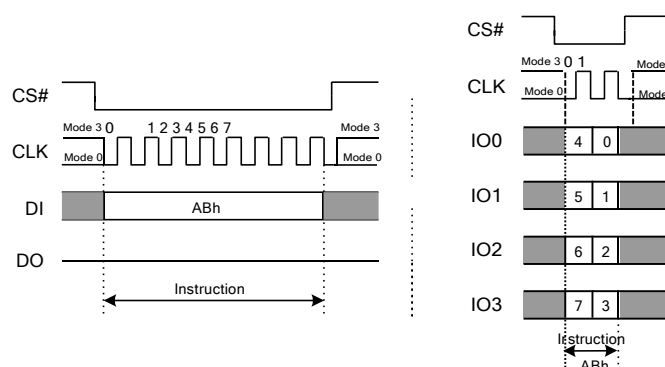 CS#
Mode 3 0 1 2 3 4 5 6 7 Mode 3
CLK
Mode 0 Mode 0
DI ABh
DO
Instruction
CS#
Mode 3 0 1 Mode
CLK
Mode 0 Mode
IO0 4 0
IO1 5 1
IO2 6 2
IO3 7 3
Instruction
ABh